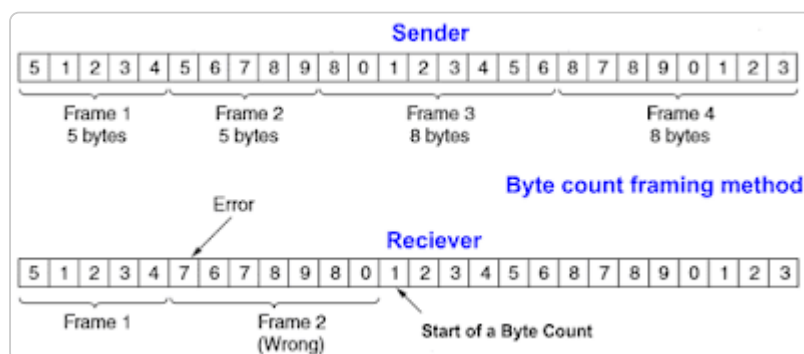 Sender
5 1 2 3 4 5 6 7 8 9 8 0 1 2 3 4 5 6 8 7 8 9 0 1 2 3
Frame 1 Frame 2 Frame 3 Frame 4
5 bytes 5 bytes 8 bytes 8 bytes
Byte count framing method
Error
Reciever
5 1 2 3 4 7 6 7 8 9 8 0 1 2 3 4 5 6 8 7 8 9 0 1 2 3
Frame 1 Frame 2 Start of a Byte Count
(Wrong)